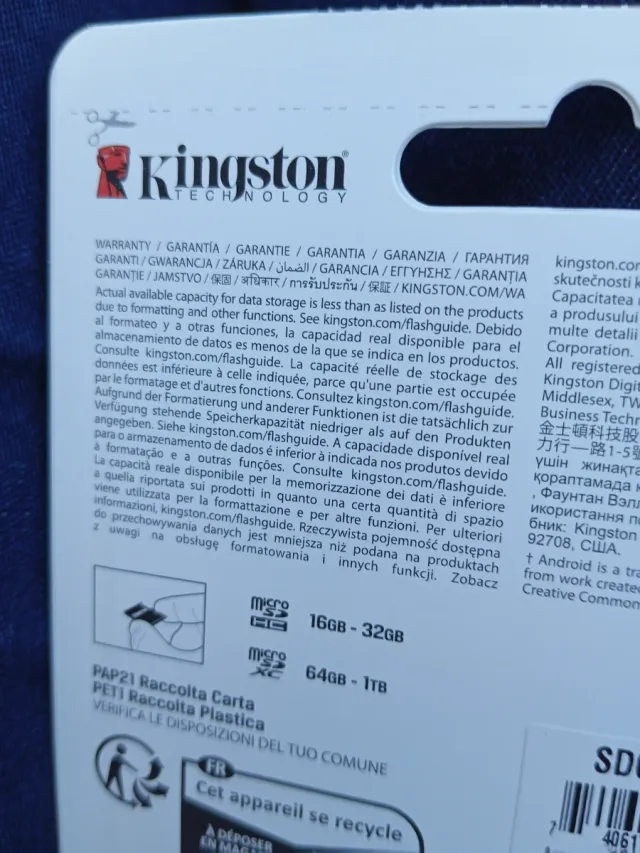 Kingston
TECHNOLOGY
WARRANTY / GARANTÍA / GARANTIE / GARANTIA / GARANZIA / ГАРАНТИЯ
GARANTI / GWARANCJA / ZÁRUKA / الضمان / GARANCIA / ΕΓΓΥΗΣΗΣ / GARANȚIA
GARANȚIE / JAMSTVO / 保固 / अधिकार / การรับประกัน / 保証 / KINGSTON.COM/WA
Actual available capacity for data storage is less than as listed on the products
due to formatting and other functions. See kingston.com/flashguide. Debido
al formateo y a otras funciones, la capacidad real disponible para el
almacenamiento de datos es menos de la que se indica en los productos.
Consulte kingston.com/flashguide. La capacité réelle de stockage des
données est inférieure à celle indiquée, parce qu'une partie est occupée
par le formatage et d'autres fonctions. Consultez kingston.com/flashguide.
Aufgrund der Formatierung und anderer Funktionen ist die tatsächlich zur
Verfügung stehende Speicherkapazität niedriger als auf den Produkten
angegeben. Siehe kingston.com/flashguide. A capacidade disponível real
para o armazenamento de dados é inferior à indicada nos produtos devido
à formatação e a outras funções. Consulte kingston.com/flashguide.
La capacità reale disponibile per la memorizzazione dei dati è inferiore
a quella riportata sui prodotti in quanto una certa quantità di spazio
viene utilizzata per la formattazione e per altre funzioni. Per ulteriori
informazioni, kingston.com/flashguide. Rzeczywista pojemność dostępna
do przechowywania danych jest mniejsza niż podana na produktach
z uwagi na obsługę formatowania i innych funkcji. Zobacz
kingston.com
skutečnosti k
Capacitatea
a produsului
multe detalii
Corporation.
All registered
Kingston Digit
Middlesex, TW
Business Techn
金士頓科技股
力行一路1-5號
үшін жинақта
қораптамада к
, Фаунтан Вэлл
икористання п
бник: Kingston
92708, США.
† Android is a tra
from work create
Creative Common
micro SD HC 16GB - 32GB
micro SD XC 64GB - 1TB
PAP21 Raccolta Carta
PET1 Raccolta Plastica
VERIFICA LE DISPOSIZIONI DEL TUO COMUNE
FR
Cet appareil se recycle
À DÉPOSER
EN MAGA
SD
7 4061